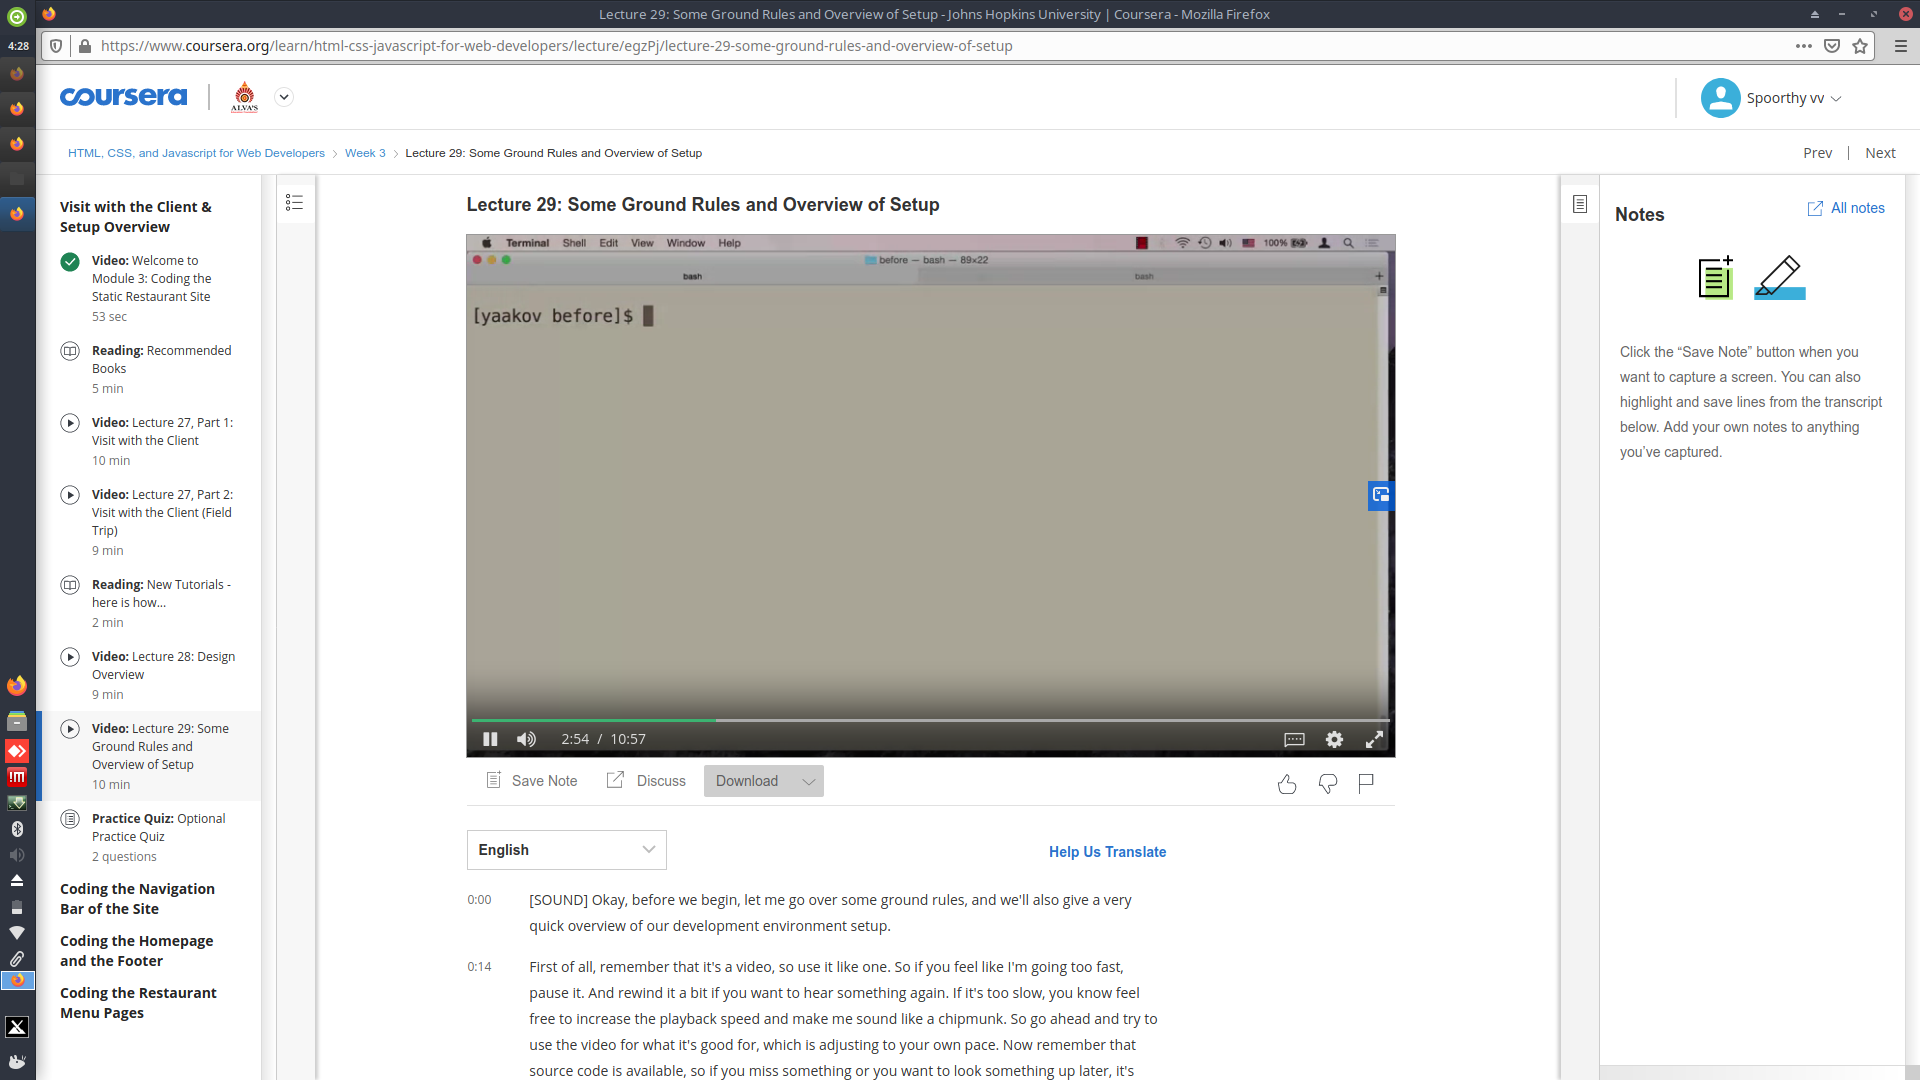 Lecture 29: Some Ground Rules and Overview of Setup - Johns Hopkins University | Coursera - Mozilla Firefox
4:28
https://www.coursera.org/learn/html-css-javascript-for-web-developers/lecture/egzPj/lecture-29-some-ground-rules-and-overview-of-setup
coursera
ALVA'S
Spoorthy vv
HTML, CSS, and Javascript for Web Developers > Week 3 > Lecture 29: Some Ground Rules and Overview of Setup
Prev | Next
Visit with the Client &
Setup Overview
Video: Welcome to
Module 3: Coding the
Static Restaurant Site
53 sec
Reading: Recommended
Books
5 min
Video: Lecture 27, Part 1:
Visit with the Client
10 min
Video: Lecture 27, Part 2:
Visit with the Client (Field
Trip)
9 min
Reading: New Tutorials -
here is how...
2 min
Video: Lecture 28: Design
Overview
9 min
Video: Lecture 29: Some
Ground Rules and
Overview of Setup
10 min
Practice Quiz: Optional
Practice Quiz
2 questions
Coding the Navigation
Bar of the Site
Coding the Homepage
and the Footer
Coding the Restaurant
Menu Pages
Lecture 29: Some Ground Rules and Overview of Setup
Terminal Shell Edit View Window Help
100%
before — bash — 89×22
bash
bash
[yaakov before]$
2:54 / 10:57
Save Note
Discuss
Download
English
Help Us Translate
0:00
[SOUND] Okay, before we begin, let me go over some ground rules, and we'll also give a very
quick overview of our development environment setup.
0:14
First of all, remember that it's a video, so use it like one. So if you feel like I'm going too fast,
pause it. And rewind it a bit if you want to hear something again. If it's too slow, you know feel
free to increase the playback speed and make me sound like a chipmunk. So go ahead and try to
use the video for what it's good for, which is adjusting to your own pace. Now remember that
source code is available, so if you miss something or you want to look something up later, it's
Notes
All notes
Click the “Save Note” button when you
want to capture a screen. You can also
highlight and save lines from the transcript
below. Add your own notes to anything
you’ve captured.